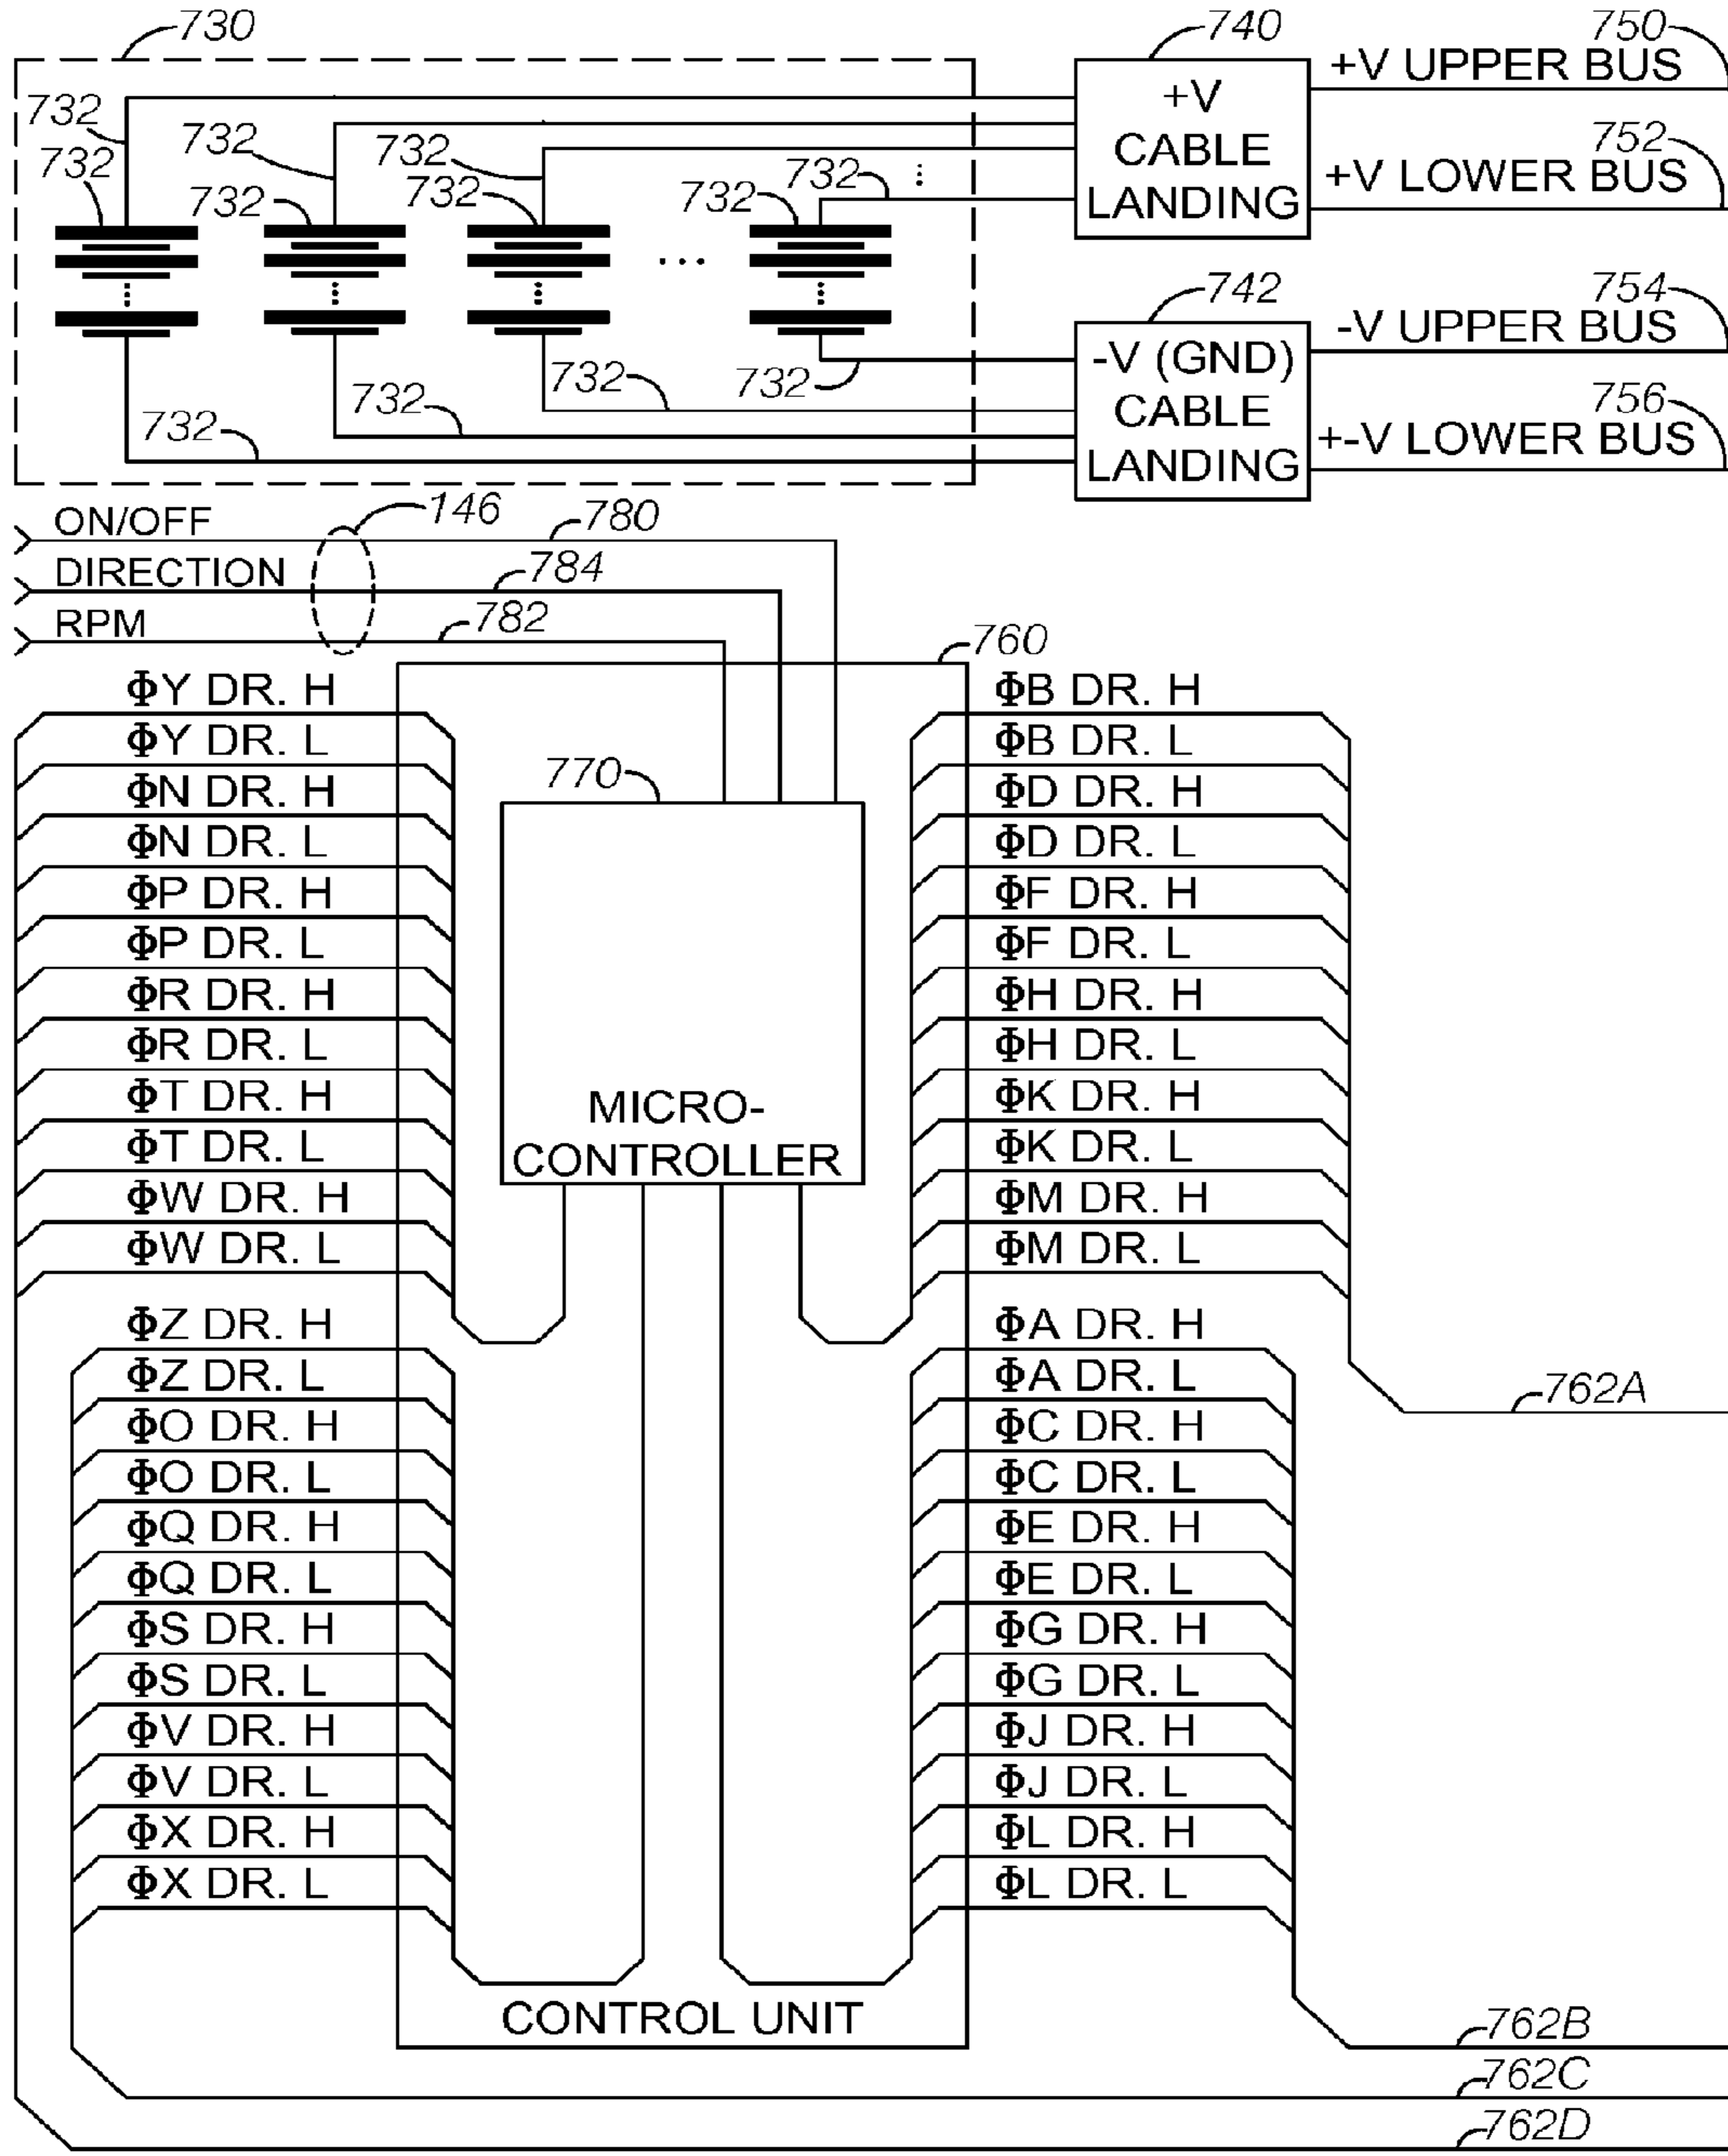 730
740
750
+V UPPER BUS
732
732
732
732
+V
CABLE
LANDING
752
+V LOWER BUS
732
732
732
732
⋮
...
742
754
-V UPPER BUS
-V (GND)
CABLE
LANDING
732
732
732
732
756
+-V LOWER BUS
ON/OFF
146
780
DIRECTION
784
RPM
782
760
ΦY DR. H
ΦY DR. L
ΦN DR. H
ΦN DR. L
ΦP DR. H
ΦP DR. L
ΦR DR. H
ΦR DR. L
ΦT DR. H
ΦT DR. L
ΦW DR. H
ΦW DR. L
ΦZ DR. H
ΦZ DR. L
ΦO DR. H
ΦO DR. L
ΦQ DR. H
ΦQ DR. L
ΦS DR. H
ΦS DR. L
ΦV DR. H
ΦV DR. L
ΦX DR. H
ΦX DR. L
770
MICRO-
CONTROLLER
CONTROL UNIT
ΦB DR. H
ΦB DR. L
ΦD DR. H
ΦD DR. L
ΦF DR. H
ΦF DR. L
ΦH DR. H
ΦH DR. L
ΦK DR. H
ΦK DR. L
ΦM DR. H
ΦM DR. L
ΦA DR. H
ΦA DR. L
ΦC DR. H
ΦC DR. L
ΦE DR. H
ΦE DR. L
ΦG DR. H
ΦG DR. L
ΦJ DR. H
ΦJ DR. L
ΦL DR. H
ΦL DR. L
762A
762B
762C
762D